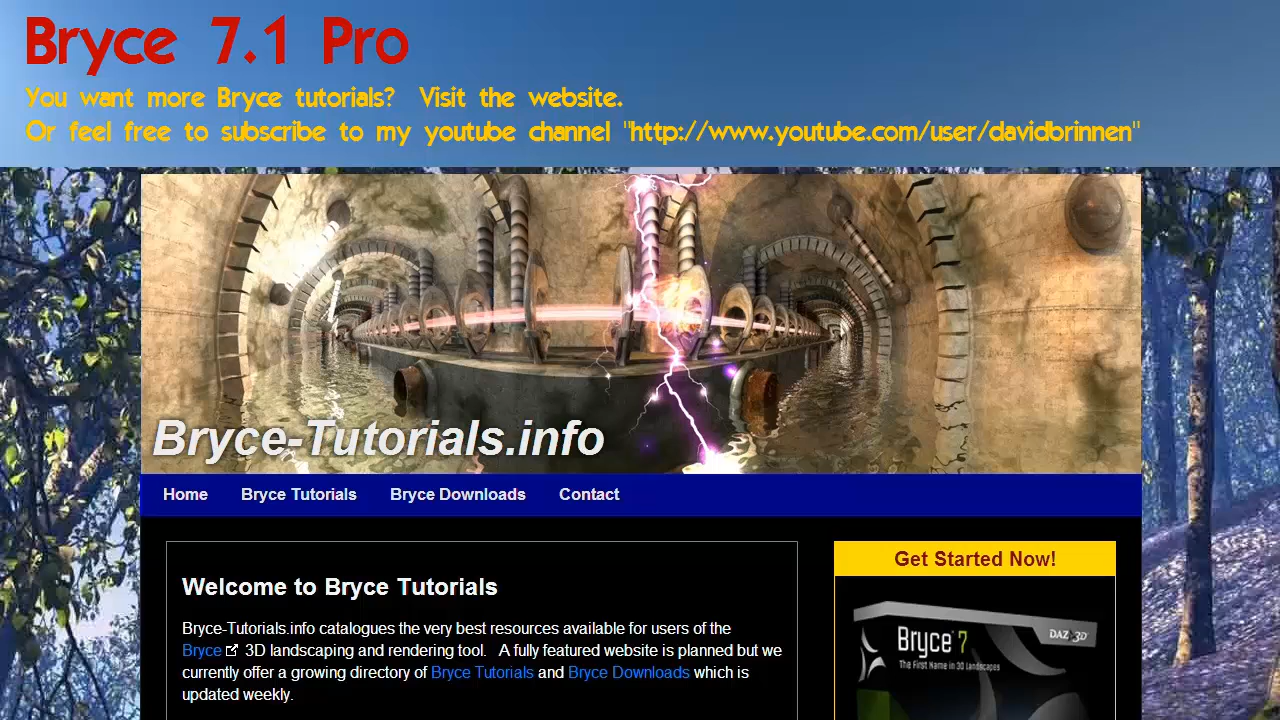 Bryce 7.1 Pro
You want more Bryce tutorials? Visit the website.
Or feel free to subscribe to my youtube channel "http://www.youtube.com/user/davidbrinnen"
Bryce-Tutorials.info
Home Bryce Tutorials Bryce Downloads Contact
Welcome to Bryce Tutorials
Bryce-Tutorials.info catalogues the very best resources available for users of the
Bryce 3D landscaping and rendering tool. A fully featured website is planned but we
currently offer a growing directory of Bryce Tutorials and Bryce Downloads which is
updated weekly.
Get Started Now!
DAZ 3D
Bryce 7
The First Name in 3D Landscapes